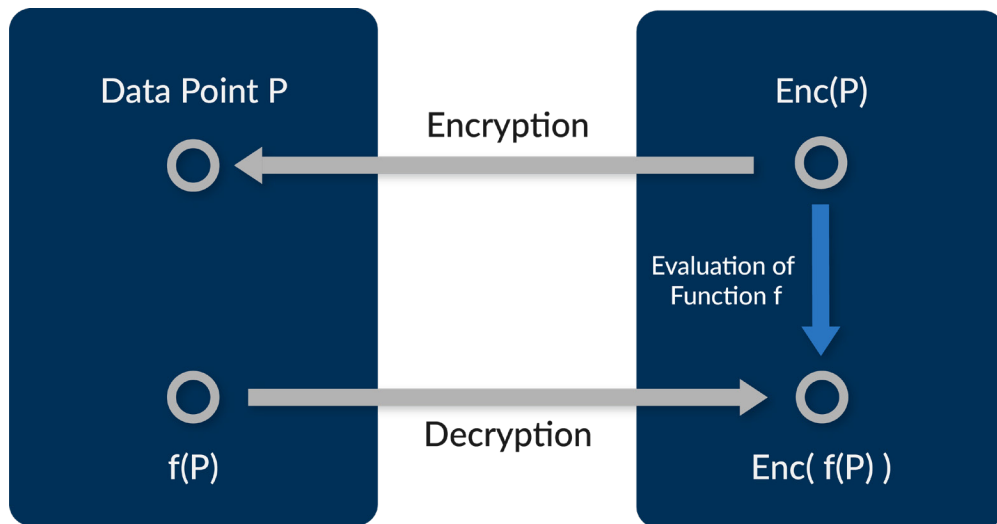 Data Point P
Enc(P)
Encryption
Evaluation of
Function f
Decryption
f(P)
Enc( f(P) )